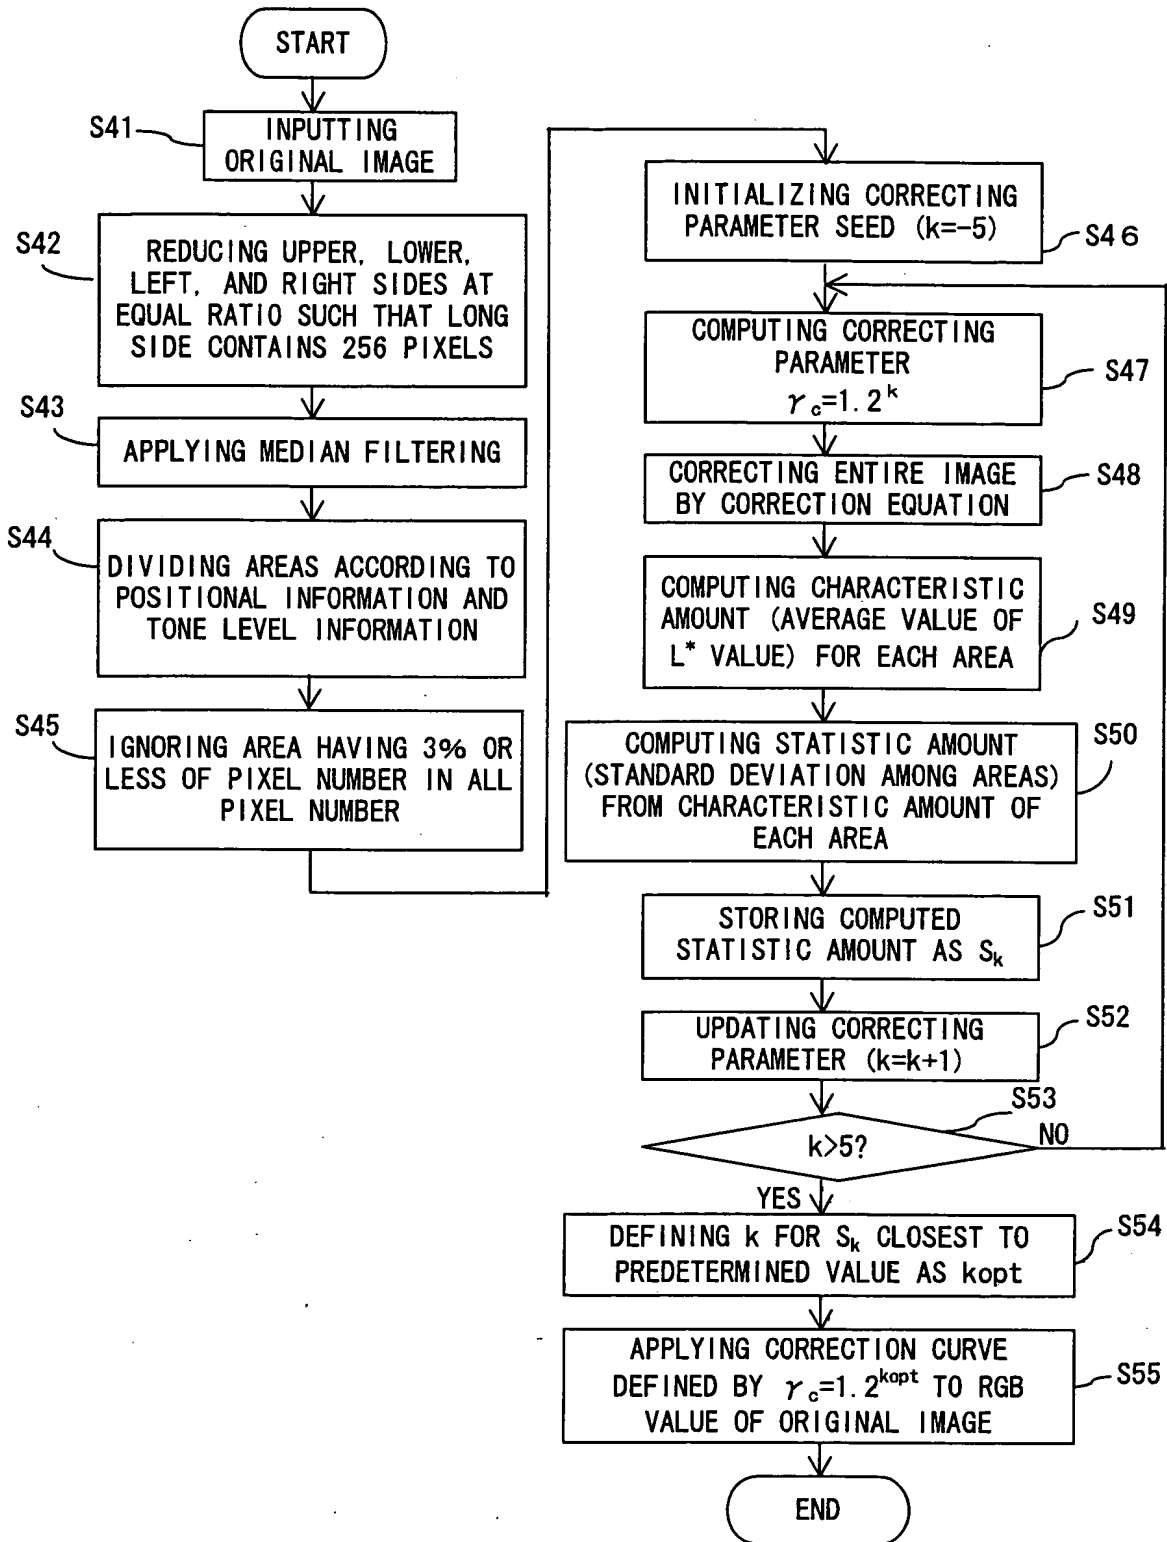 START
S41
INPUTTING
ORIGINAL IMAGE
S42
REDUCING UPPER, LOWER,
LEFT, AND RIGHT SIDES AT
EQUAL RATIO SUCH THAT LONG
SIDE CONTAINS 256 PIXELS
S43
APPLYING MEDIAN FILTERING
S44
DIVIDING AREAS ACCORDING TO
POSITIONAL INFORMATION AND
TONE LEVEL INFORMATION
S45
IGNORING AREA HAVING 3% OR
LESS OF PIXEL NUMBER IN ALL
PIXEL NUMBER
INITIALIZING CORRECTING
PARAMETER SEED (k=-5)
S46
COMPUTING CORRECTING
PARAMETER
γc=1.2^k
S47
CORRECTING ENTIRE IMAGE
BY CORRECTION EQUATION
S48
COMPUTING CHARACTERISTIC
AMOUNT (AVERAGE VALUE OF
L* VALUE) FOR EACH AREA
S49
COMPUTING STATISTIC AMOUNT
(STANDARD DEVIATION AMONG AREAS)
FROM CHARACTERISTIC AMOUNT OF
EACH AREA
S50
STORING COMPUTED
STATISTIC AMOUNT AS Sk
S51
UPDATING CORRECTING
PARAMETER (k=k+1)
S52
S53
k>5?
NO
YES
DEFINING k FOR Sk CLOSEST TO
PREDETERMINED VALUE AS kopt
S54
APPLYING CORRECTION CURVE
DEFINED BY γc=1.2^kopt TO RGB
VALUE OF ORIGINAL IMAGE
S55
END